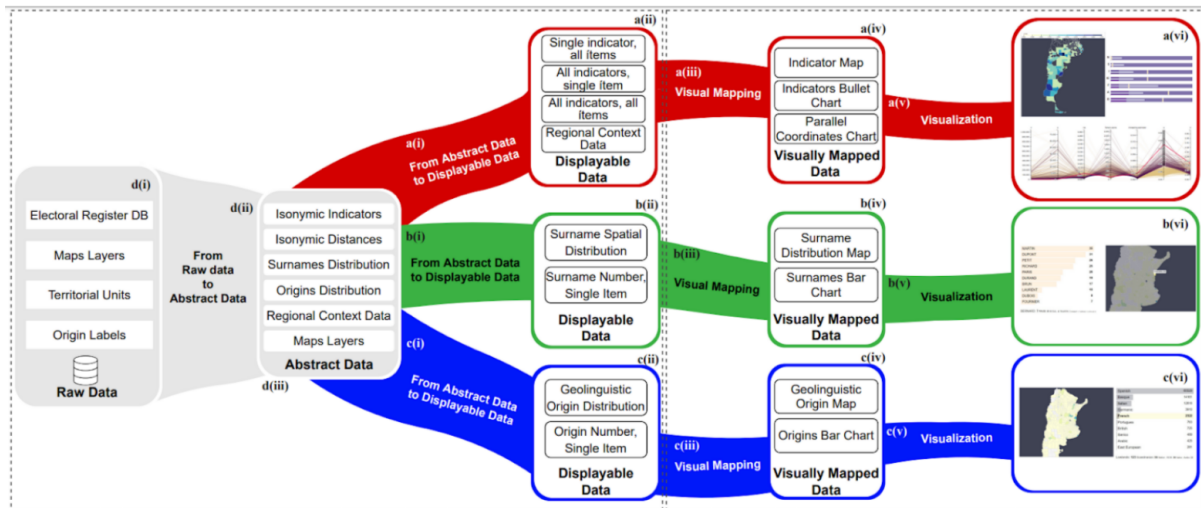 d(i)
Electoral Register DB
Maps Layers
Territorial Units
Origin Labels
Raw Data
From
Raw data
to
Abstract Data
d(ii)
Isonymic Indicators
Isonymic Distances
Surnames Distribution
Origins Distribution
Regional Context Data
Maps Layers
Abstract Data
d(iii)
a(i)
From Abstract Data
to Displayable Data
a(ii)
Single indicator,
all ítems
All indicators,
single ítem
All indicators, all
items
Regional Context
Data
Displayable
Data
a(iii)
Visual Mapping
a(iv)
Indicator Map
Indicators Bullet
Chart
Parallel
Coordinates Chart
Visually Mapped
Data
a(v)
Visualization
a(vi)
b(i)
From Abstract Data
to Displayable Data
b(ii)
Surname Spatial
Distribution
Surname Number,
Single Item
Displayable
Data
b(iii)
Visual Mapping
b(iv)
Surname
Distribution Map
Surnames Bar
Chart
Visually Mapped
Data
b(v)
Visualization
b(vi)
c(i)
From Abstract Data
to Displayable Data
c(ii)
Geolinguistic
Origin Distribution
Origin Number,
Single Item
Displayable
Data
c(iii)
Visual Mapping
c(iv)
Geolinguistic
Origin Map
Origins Bar Chart
Visually Mapped
Data
c(v)
Visualization
c(vi)